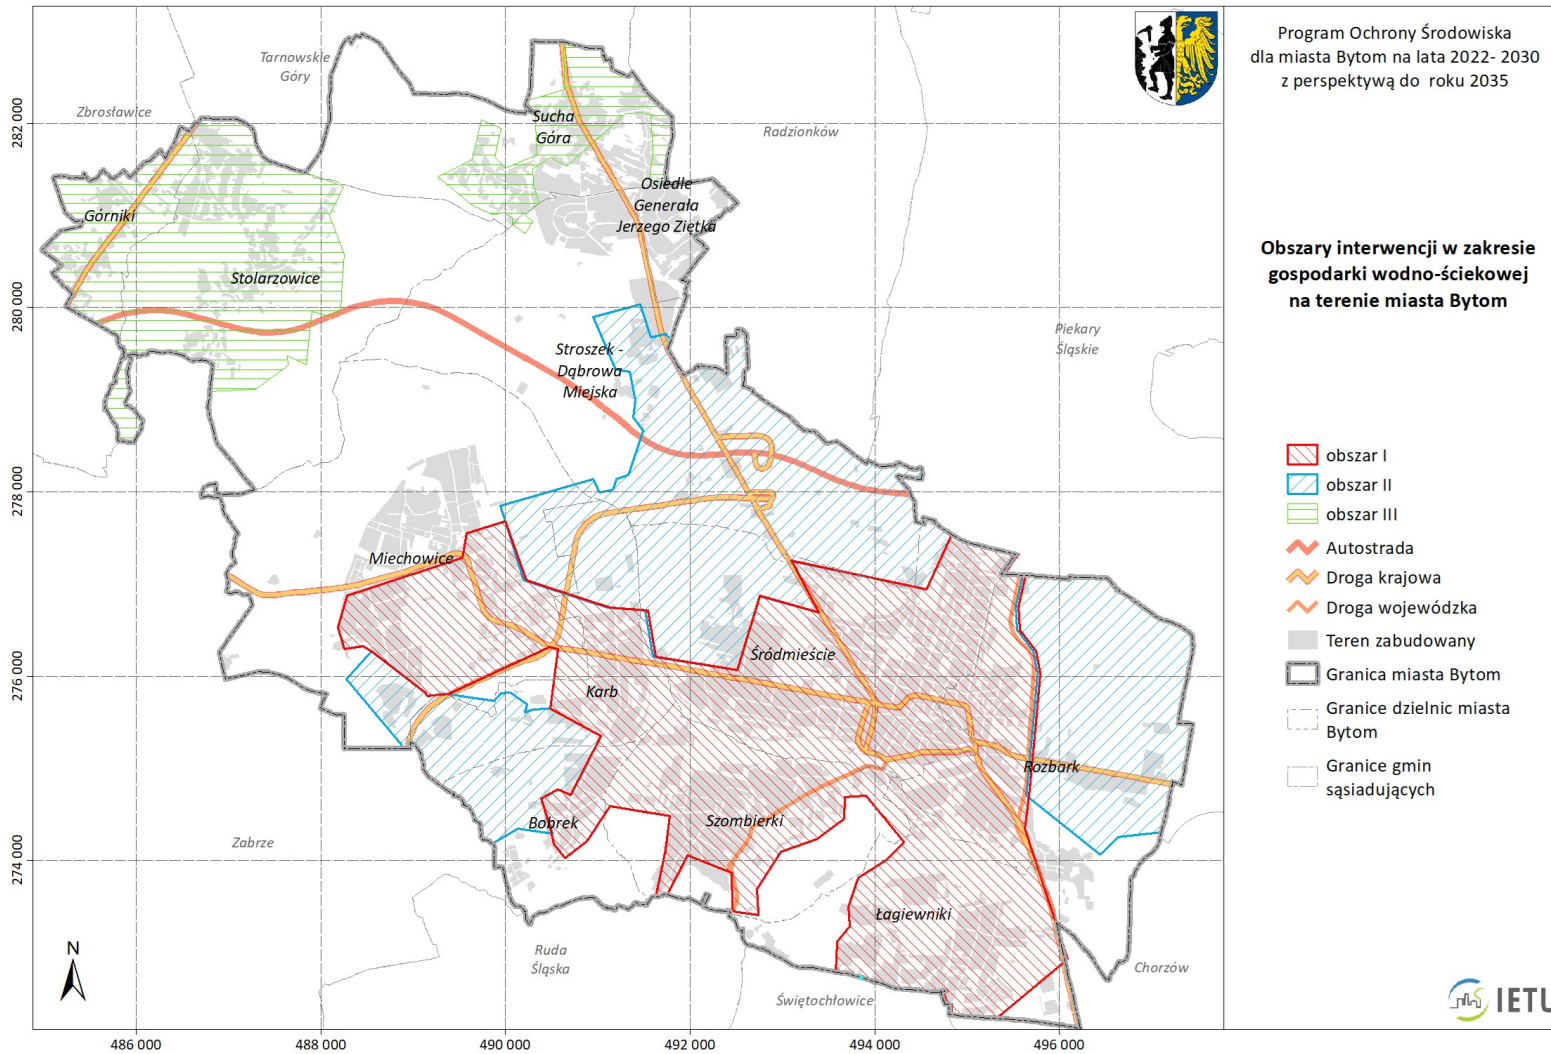 Program Ochrony Środowiska
dla miasta Bytom na lata 2022- 2030
z perspektywą do roku 2035
Obszary interwencji w zakresie
gospodarki wodno-ściekowej
na terenie miasta Bytom
obszar I
obszar II
obszar III
Autostrada
Droga krajowa
Droga wojewódzka
Teren zabudowany
Granica miasta Bytom
Granice dzielnic miasta
Bytom
Granice gmin
sąsiadujących
IETU
Tarnowskie
Góry
Zbrosławice
Radzionków
Piekary
Śląskie
Zabrze
Ruda
Śląska
Świętochłowice
Chorzów
Sucha
Góra
Osiedle
Generała
Jerzego Ziętka
Górniki
Stolarzowice
Stroszek -
Dąbrowa
Miejska
Miechowice
Śródmieście
Karb
Rozbark
Bobrek
Szombierki
Łagiewniki
N
282 000
280 000
278 000
276 000
274 000
486 000
488 000
490 000
492 000
494 000
496 000